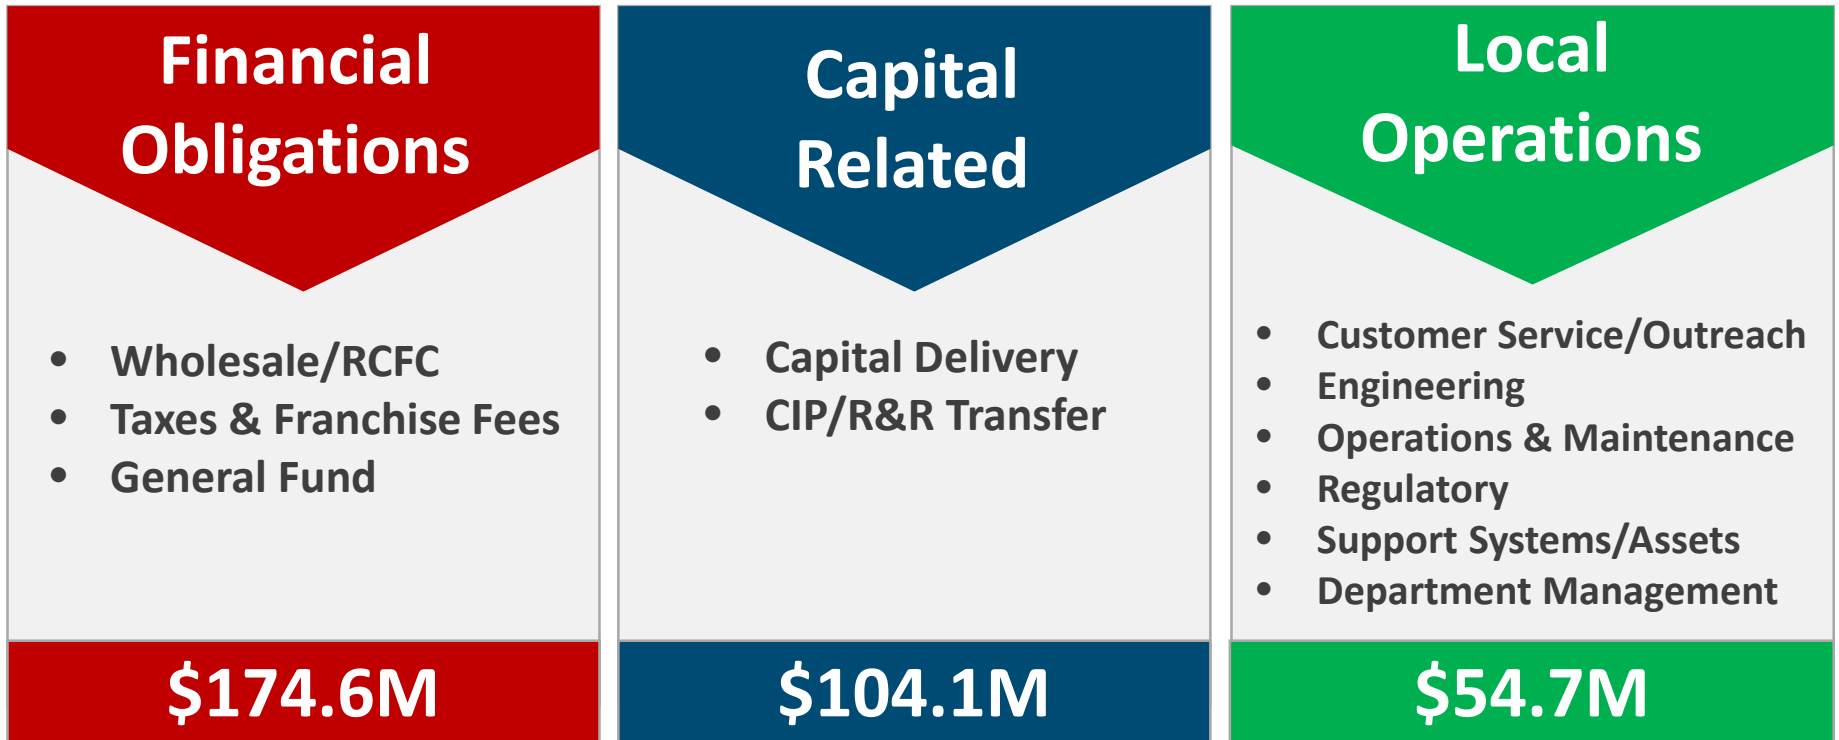 Financial
Obligations
• Wholesale/RCFC
• Taxes & Franchise Fees
• General Fund
$174.6M
Capital
Related
• Capital Delivery
• CIP/R&R Transfer
$104.1M
Local
Operations
• Customer Service/Outreach
• Engineering
• Operations & Maintenance
• Regulatory
• Support Systems/Assets
• Department Management
$54.7M